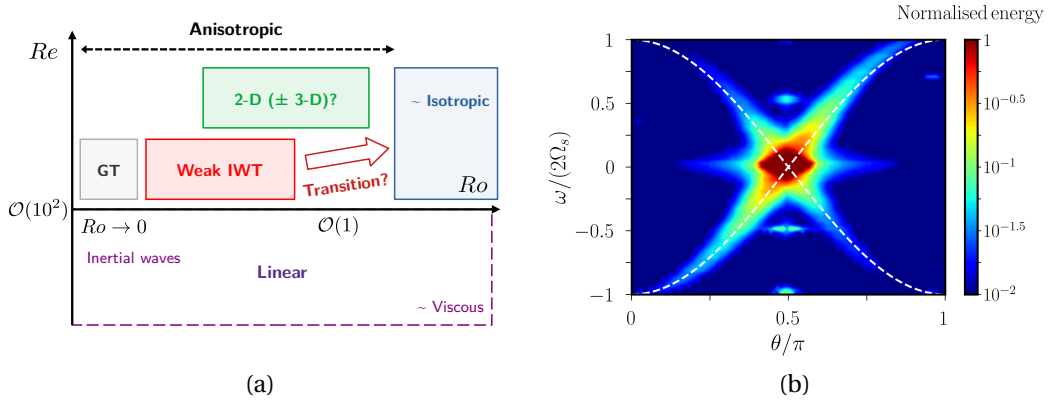 Anisotropic
Re
2-D (± 3-D)?
~ Isotropic
GT
Weak IWT
Transition?
Ro
O(10²)
Ro → 0
O(1)
Inertial waves
Linear
~ Viscous
(a)
Normalised energy
1
0.5
0
−0.5
−1
ω/(2Ωₛ)
0
0.5
1
θ/π
1
10⁻⁰·⁵
10⁻¹
10⁻¹·⁵
10⁻²
(b)